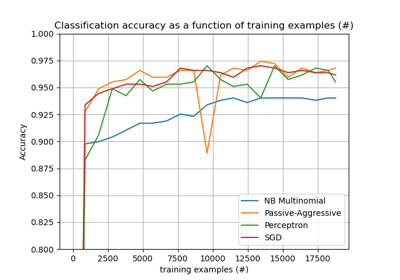 Classification accuracy as a function of training examples (#)
1.000
0.975
0.950
0.925
0.900
0.875
0.850
0.825
0.800
Accuracy
NB Multinomial
Passive-Aggressive
Perceptron
SGD
0 2500 5000 7500 10000 12500 15000 17500
training examples (#)